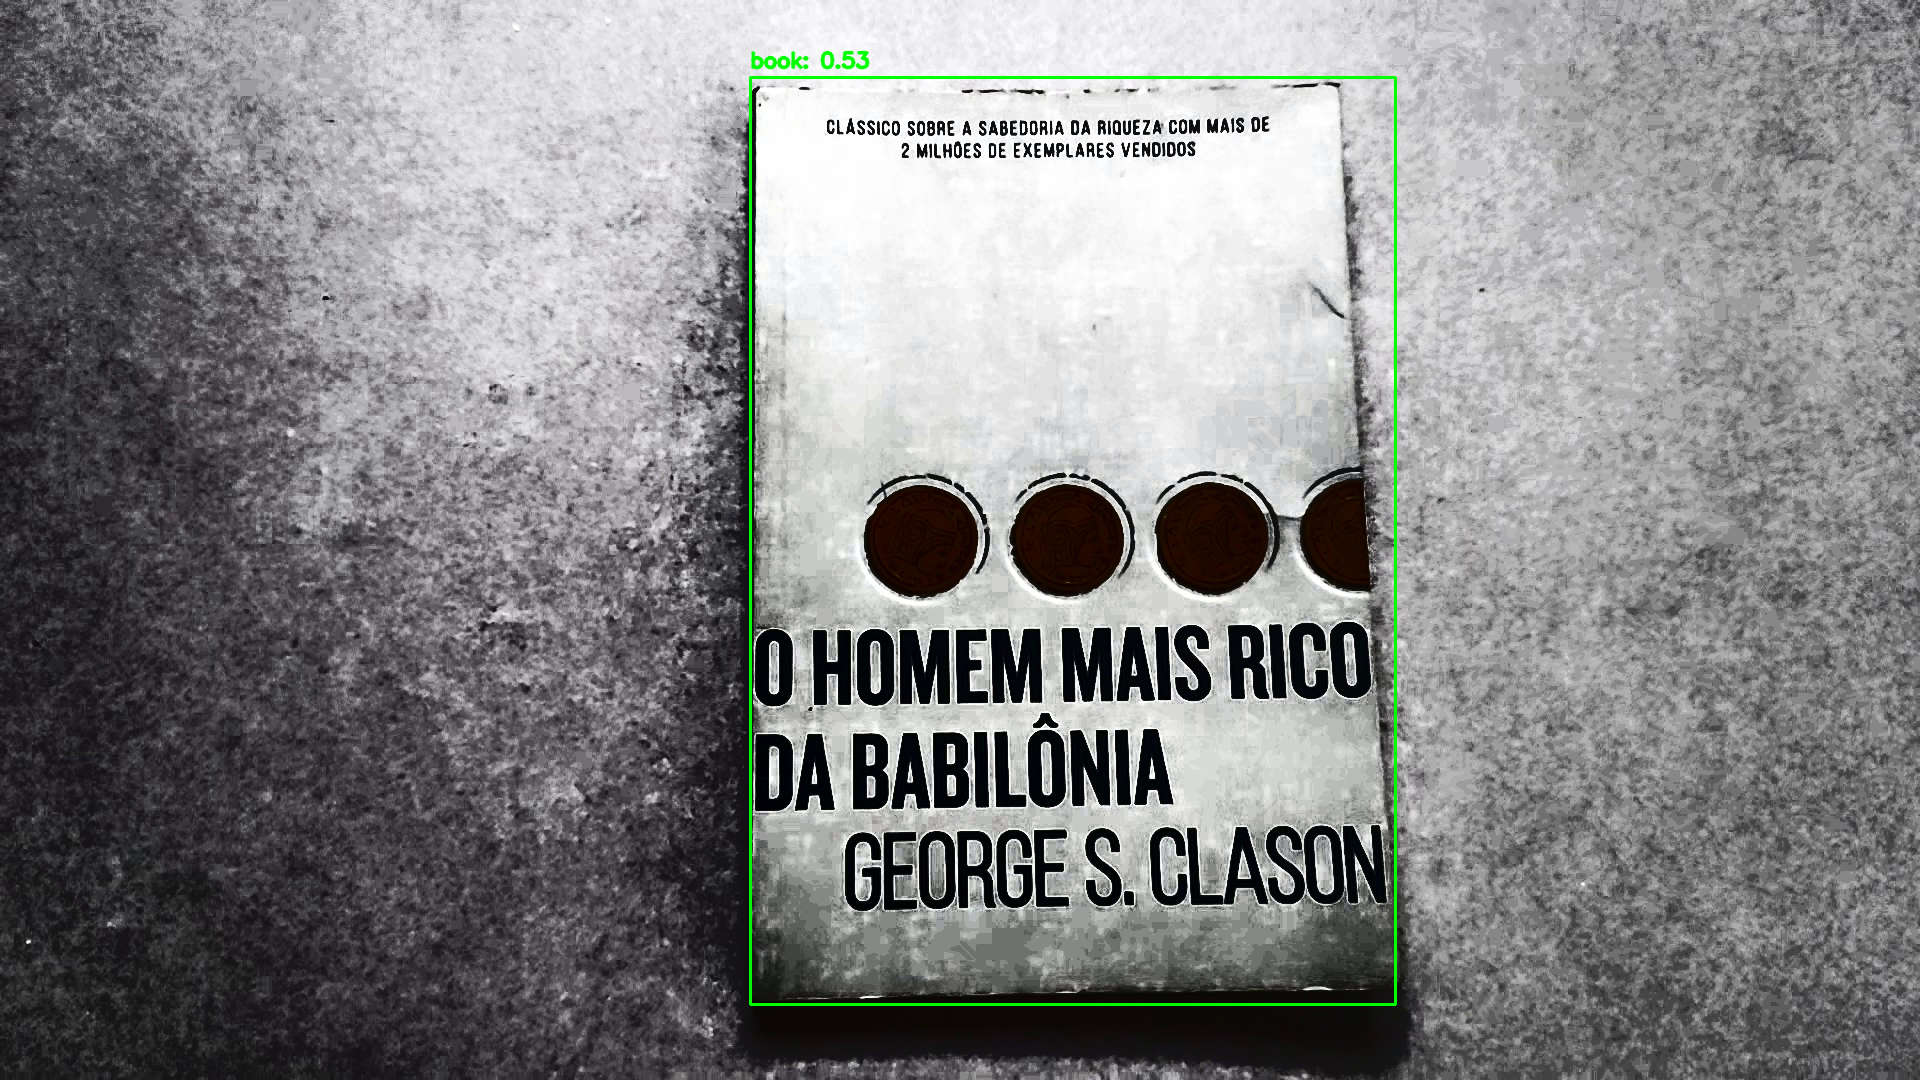 book: 0.53
CLÁSSICO SOBRE A SABEDORIA DA RIQUEZA COM MAIS DE
2 MILHÕES DE EXEMPLARES VENDIDOS
O HOMEM MAIS RICO
DA BABILÔNIA
GEORGE S. CLASON